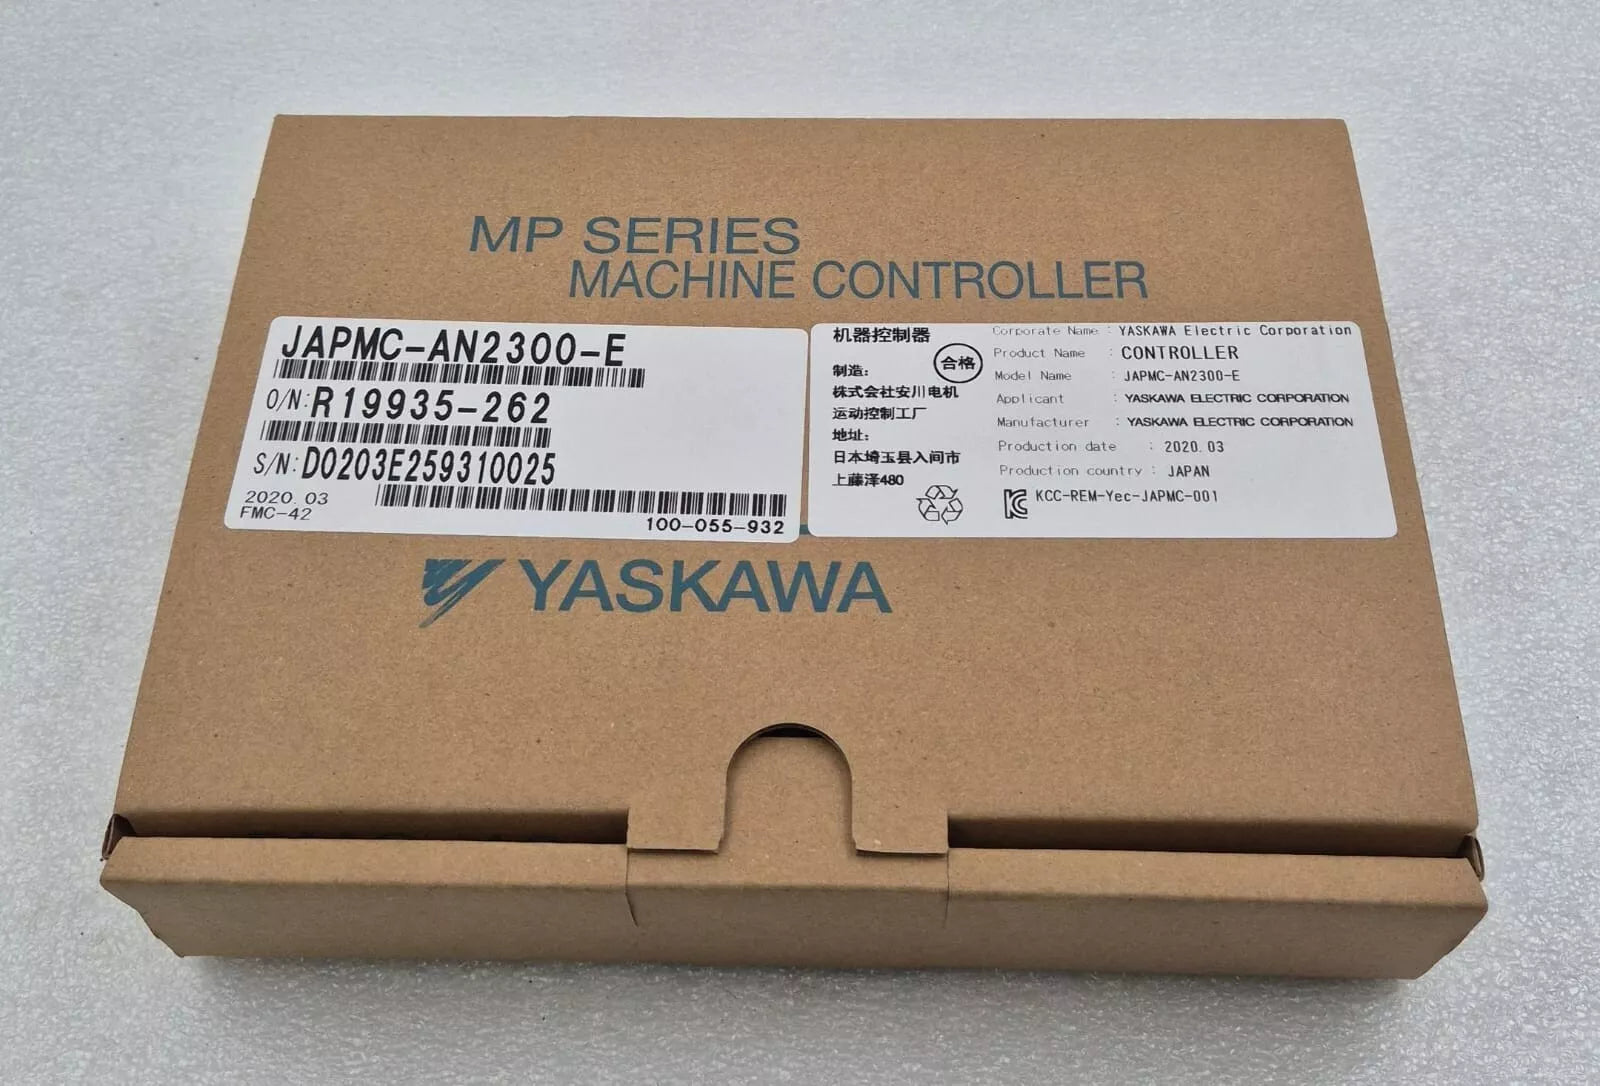 MP SERIES
MACHINE CONTROLLER
JAPMC-AN2300-E
O/N:R19935-262
S/N:D0203E259310025
2020.03
FMC-42
100-055-932
机器控制器
合格
制造:
株式会社安川电机
运动控制工厂
地址:
日本埼玉县入间市
上藤泽480
Corporate Name : YASKAWA Electric Corporation
Product Name : CONTROLLER
Model Name : JAPMC-AN2300-E
Applicant : YASKAWA ELECTRIC CORPORATION
Manufacturer : YASKAWA ELECTRIC CORPORATION
Production date : 2020.03
Production country : JAPAN
KCC-REM-Yec-JAPMC-001
YASKAWA